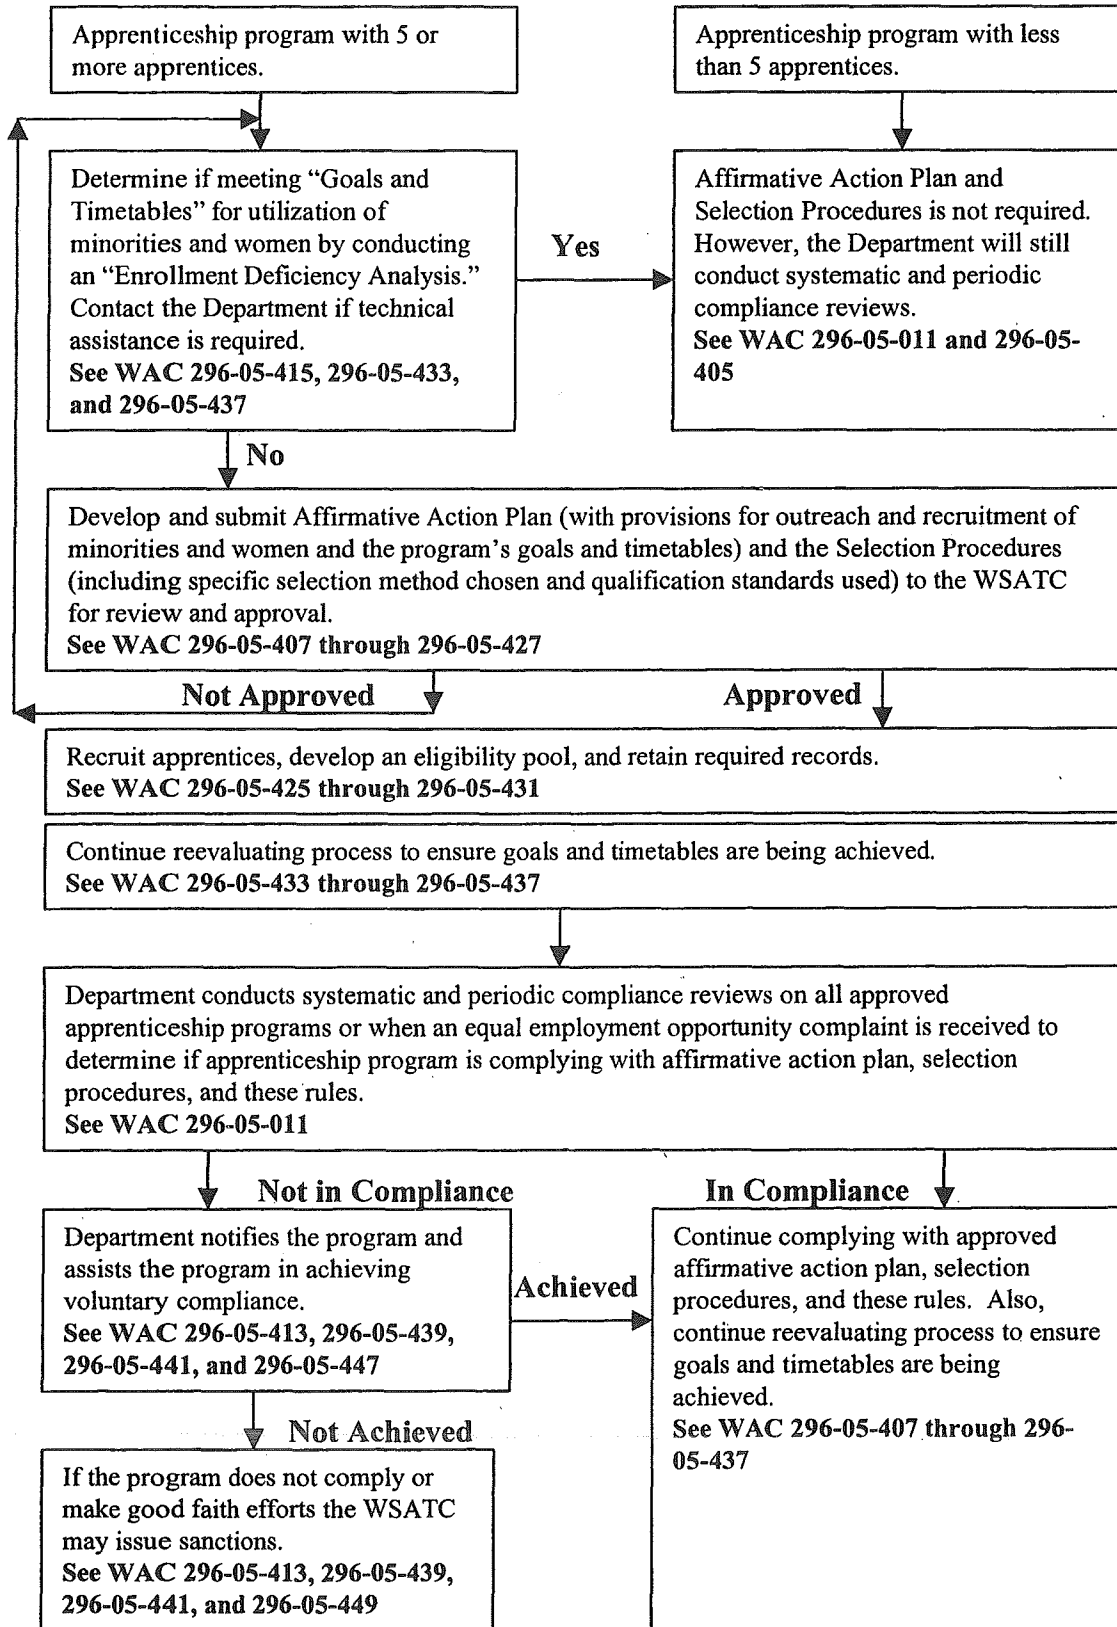 Apprenticeship program with 5 or
more apprentices.
Apprenticeship program with less
than 5 apprentices.
Determine if meeting “Goals and
Timetables” for utilization of
minorities and women by conducting
an “Enrollment Deficiency Analysis.”
Contact the Department if technical
assistance is required.
See WAC 296-05-415, 296-05-433,
and 296-05-437
Yes
Affirmative Action Plan and
Selection Procedures is not required.
However, the Department will still
conduct systematic and periodic
compliance reviews.
See WAC 296-05-011 and 296-05-
405
No
Develop and submit Affirmative Action Plan (with provisions for outreach and recruitment of
minorities and women and the program’s goals and timetables) and the Selection Procedures
(including specific selection method chosen and qualification standards used) to the WSATC
for review and approval.
See WAC 296-05-407 through 296-05-427
Not Approved
Approved
Recruit apprentices, develop an eligibility pool, and retain required records.
See WAC 296-05-425 through 296-05-431
Continue reevaluating process to ensure goals and timetables are being achieved.
See WAC 296-05-433 through 296-05-437
Department conducts systematic and periodic compliance reviews on all approved
apprenticeship programs or when an equal employment opportunity complaint is received to
determine if apprenticeship program is complying with affirmative action plan, selection
procedures, and these rules.
See WAC 296-05-011
Not in Compliance
In Compliance
Department notifies the program and
assists the program in achieving
voluntary compliance.
See WAC 296-05-413, 296-05-439,
296-05-441, and 296-05-447
Achieved
Continue complying with approved
affirmative action plan, selection
procedures, and these rules. Also,
continue reevaluating process to ensure
goals and timetables are being
achieved.
See WAC 296-05-407 through 296-
05-437
Not Achieved
If the program does not comply or
make good faith efforts the WSATC
may issue sanctions.
See WAC 296-05-413, 296-05-439,
296-05-441, and 296-05-449